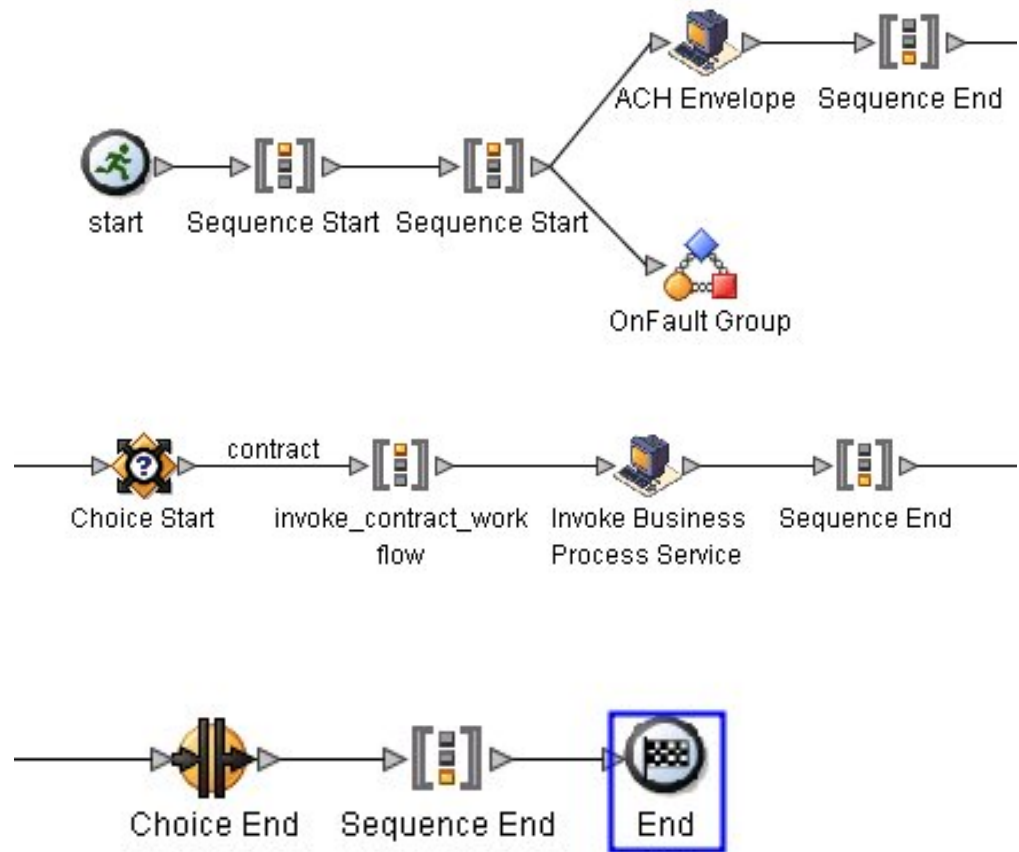 ACH Envelope
Sequence End
start
Sequence Start
Sequence Start
OnFault Group
contract
Choice Start
invoke_contract_work
flow
Invoke Business
Process Service
Sequence End
Choice End
Sequence End
End